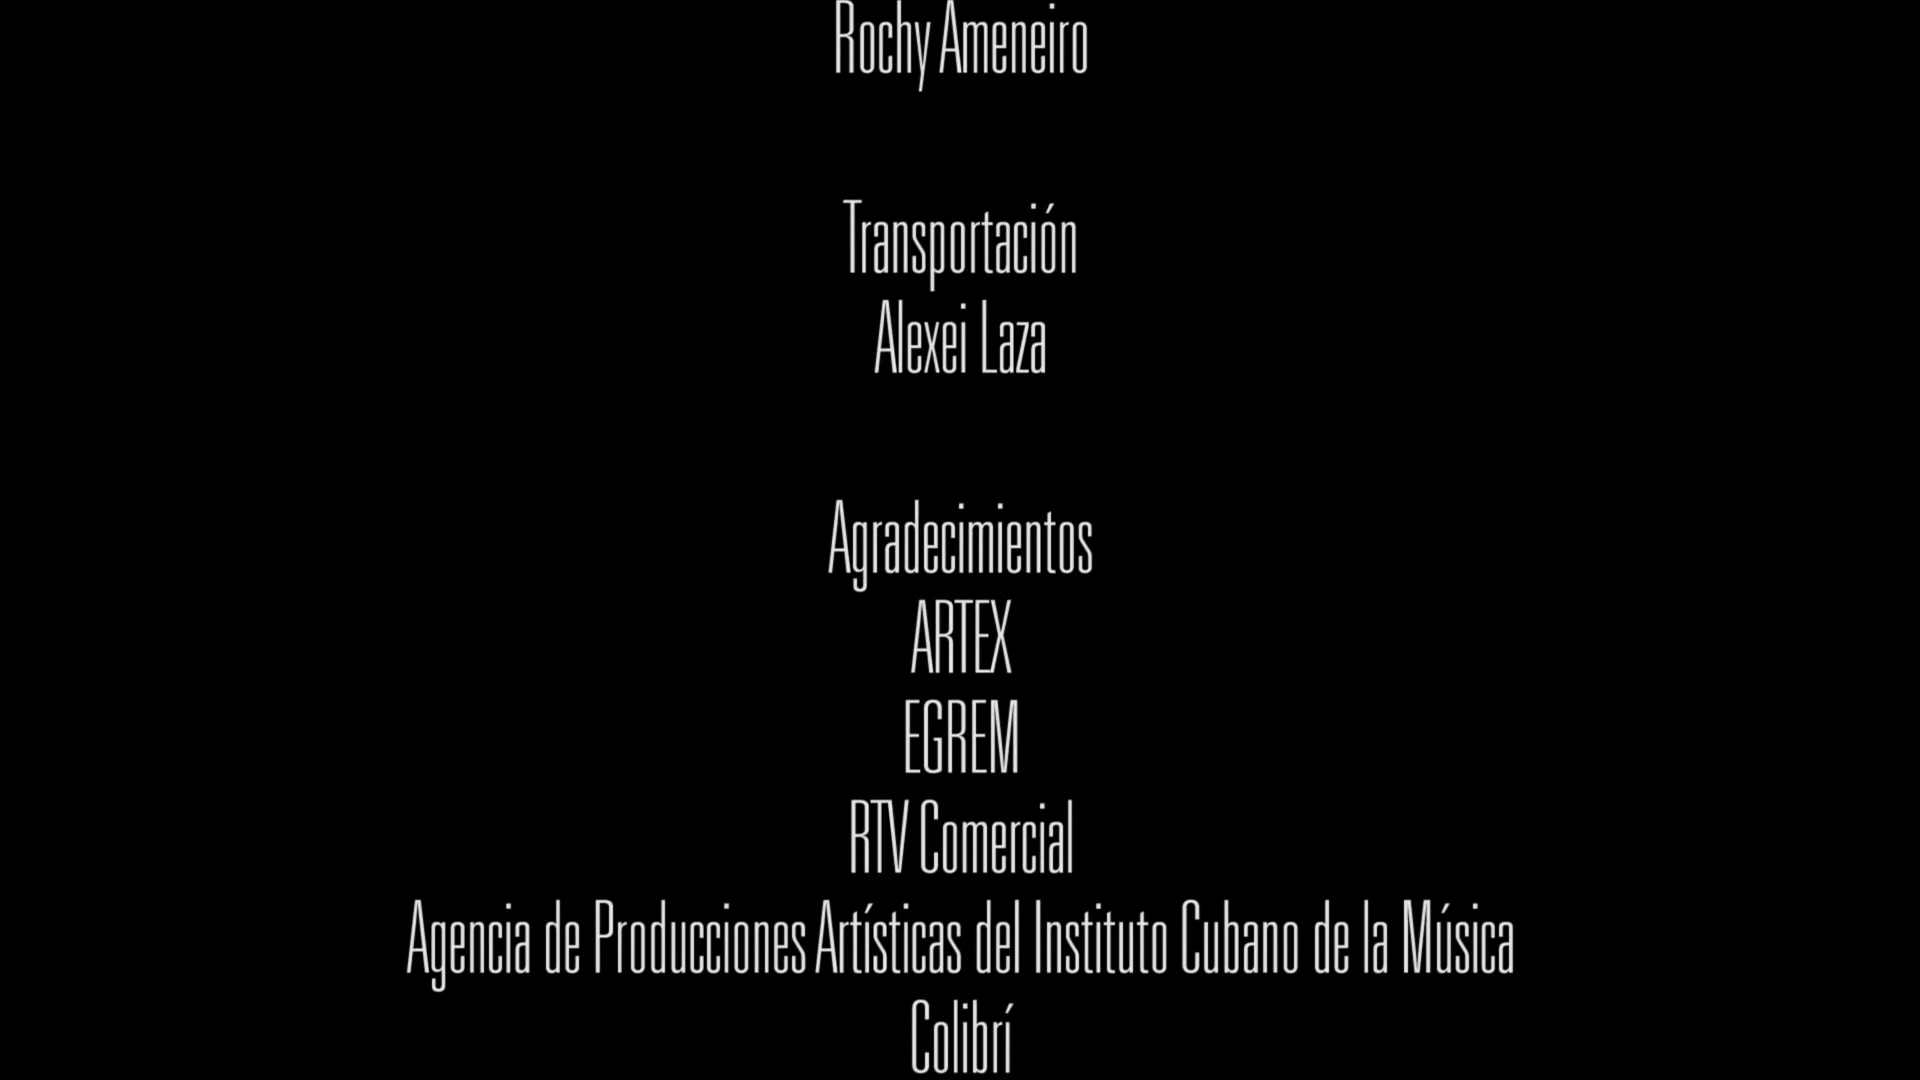 Rochy Ameneiro
Transportación
Alexei Laza
Agradecimientos
ARTEX
EGREM
RTV Comercial
Agencia de Producciones Artísticas del Instituto Cubano de la Música
Colibrí